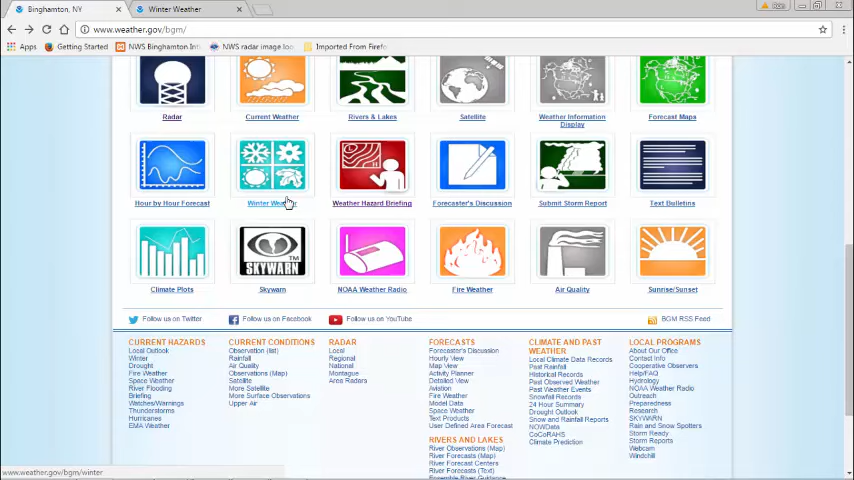 Binghamton, NY
Winter Weather
Ron
www.weather.gov/bgm/
Apps Getting Started NWS Binghamton Int NWS radar image loo Imported From Firef
Radar Current Weather Rivers & Lakes Satellite Weather Information Display Forecast Maps
Hour by Hour Forecast Winter Weather Weather Hazard Briefing Forecaster's Discussion Submit Storm Report Text Bulletins
SKYWARN
Climate Plots Skywarn NOAA Weather Radio Fire Weather Air Quality Sunrise/Sunset
Follow us on Twitter Follow us on Facebook Follow us on YouTube BGM RSS Feed
CURRENT HAZARDS
Local Outlook
Winter
Drought
Fire Weather
Space Weather
River Flooding
Briefing
Watches/Warnings
Thunderstorms
Hurricanes
EMA Weather
CURRENT CONDITIONS
Observation (list)
Rainfall
Air Quality
Observations (Map)
Satellite
More Satellite
More Surface Observations
Upper Air
RADAR
Local
Regional
National
Montague
Area Radars
FORECASTS
Forecaster's Discussion
Hourly View
Map View
Activity Planner
Detailed View
Aviation
Fire Weather
Model Data
Space Weather
Text Products
User Defined Area Forecast
RIVERS AND LAKES
River Observations (Map)
River Forecasts (Map)
River Forecast Centers
River Forecasts (Text)
Ensemble River Guidance
CLIMATE AND PAST
WEATHER
Local Climate Data Records
Past Rainfall
Historical Records
Past Observed Weather
Past Weather Events
Snowfall Records
24 Hour Summary
Drought Outlook
Snow and Rainfall Reports
NOWData
CoCoRAHS
Climate Prediction
LOCAL PROGRAMS
About Our Office
Contact Info
Cooperative Observers
Help/FAQ
Hydrology
NOAA Weather Radio
Outreach
Preparedness
Research
SKYWARN
Rain and Snow Spotters
Storm Ready
Storm Reports
Webcam
Windchill
www.weather.gov/bgm/winter